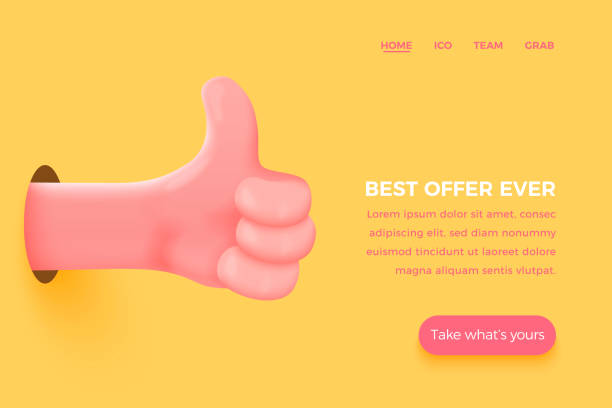 HOME ICO TEAM GRAB
BEST OFFER EVER
Lorem ipsum dolor sit amet, consec
adipiscing elit, sed diam nonummy
euismod tincidunt ut laoreet dolore
magna aliquam sentis vlutpat.
Take what's yours